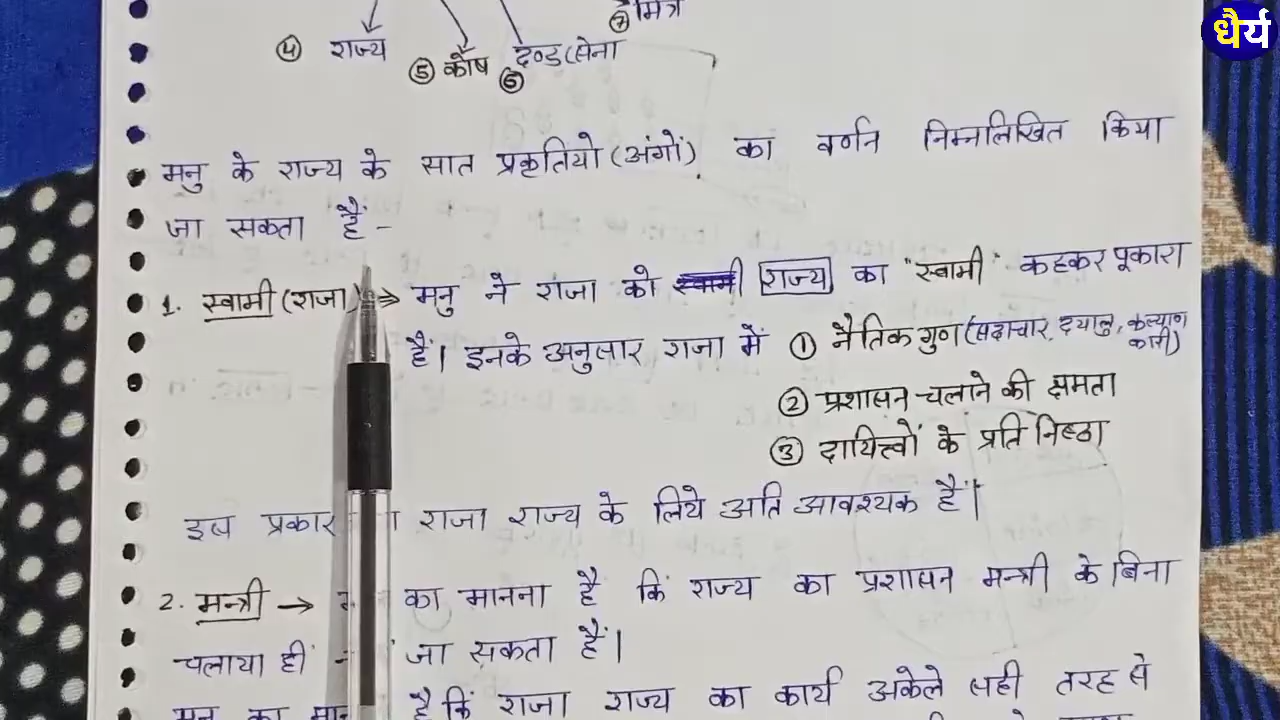 धैर्य
⑦ मित्र
④ राज्य
⑤ कौष
दण्ड(सेना
⑥
मनु के राज्य के सात प्रकृतियो (अंगों) का वर्णन निम्नलिखित किया
जा सकता हैं -
1. स्वामी (राजा) ⇒ मनु ने राजा को राज्य का "स्वामी" कहकर पूकारा
हैं। इनके अनुसार राजा में ① नैतिक गुण (सदाचार, दयालु, कल्याण
कारी)
② प्रशासन चलाने की क्षमता
③ दायित्वों के प्रति निष्ठा
इस प्रकार राजा राज्य के लिये अति आवश्यक हैं।
2. मन्त्री → का मानना है कि राज्य का प्रशासन मन्त्री के बिना
चलाया ही जा सकता हैं।
मनु का है कि राजा राज्य का कार्य अकेले सही तरह से